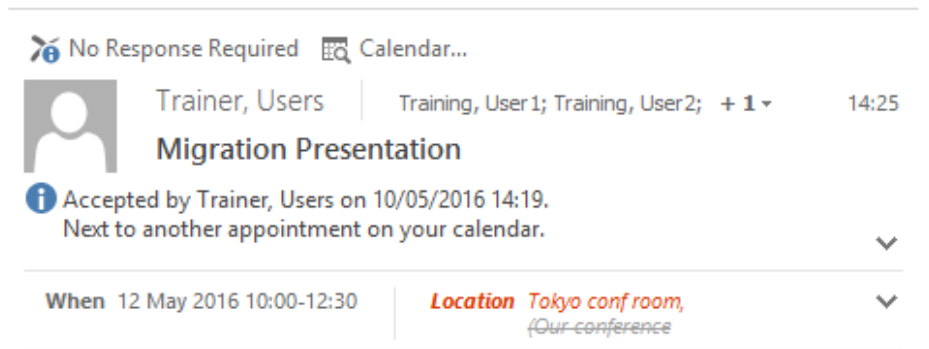 No Response Required Calendar...
Trainer, Users Training, User1; Training, User2; + 1 14:25
Migration Presentation
Accepted by Trainer, Users on 10/05/2016 14:19.
Next to another appointment on your calendar.
When 12 May 2016 10:00-12:30 Location Tokyo conf room,
(Our conference